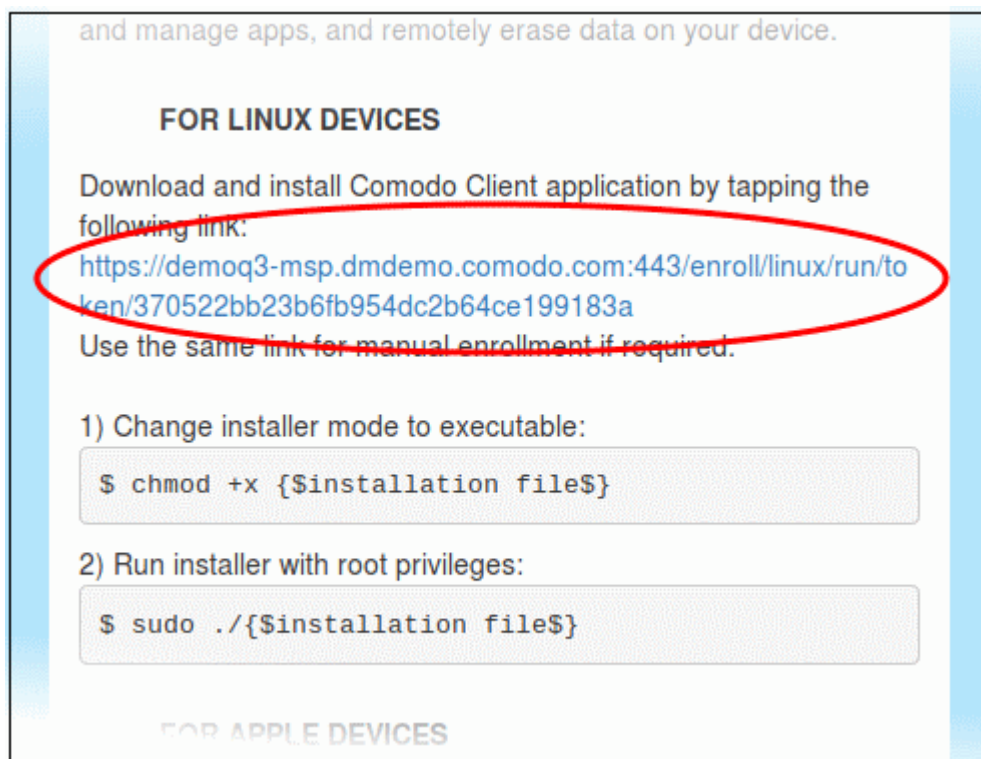 and manage apps, and remotely erase data on your device.
FOR LINUX DEVICES
Download and install Comodo Client application by tapping the
following link:
https://demoq3-msp.dmdemo.comodo.com:443/enroll/linux/run/to
ken/370522bb23b6fb954dc2b64ce199183a
Use the same link for manual enrollment if required.
1) Change installer mode to executable:
$ chmod +x {$installation file$}
2) Run installer with root privileges:
$ sudo ./{$installation file$}
FOR APPLE DEVICES